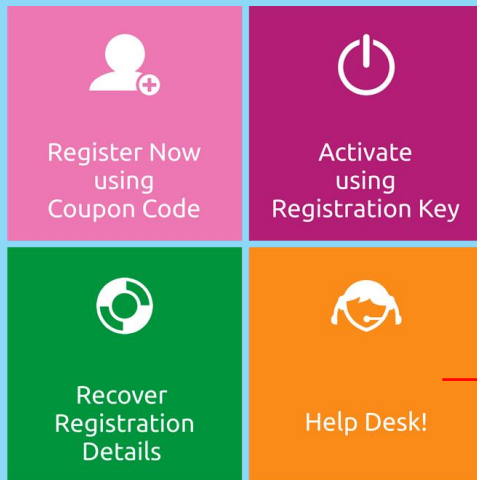 Register Now
using
Coupon Code
Activate
using
Registration Key
Recover
Registration
Details
Help Desk!